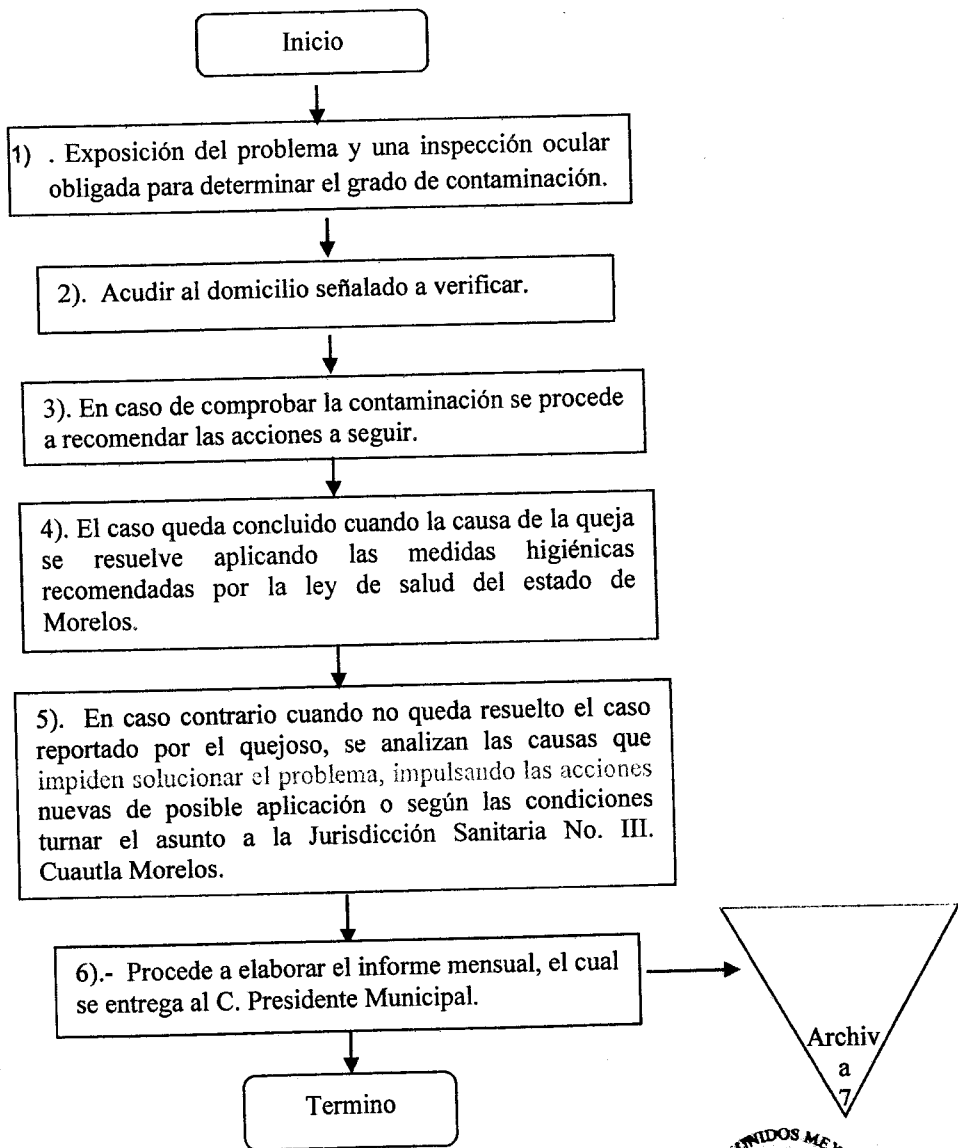 Inicio
1) . Exposición del problema y una inspección ocular
obligada para determinar el grado de contaminación.
2). Acudir al domicilio señalado a verificar.
3). En caso de comprobar la contaminación se procede
a recomendar las acciones a seguir.
4). El caso queda concluido cuando la causa de la queja
se resuelve aplicando las medidas higiénicas
recomendadas por la ley de salud del estado de
Morelos.
5). En caso contrario cuando no queda resuelto el caso
reportado por el quejoso, se analizan las causas que
impiden solucionar el problema, impulsando las acciones
nuevas de posible aplicación o según las condiciones
turnar el asunto a la Jurisdicción Sanitaria No. III.
Cuautla Morelos.
6).- Procede a elaborar el informe mensual, el cual
se entrega al C. Presidente Municipal.
Archiv
a
7
Termino